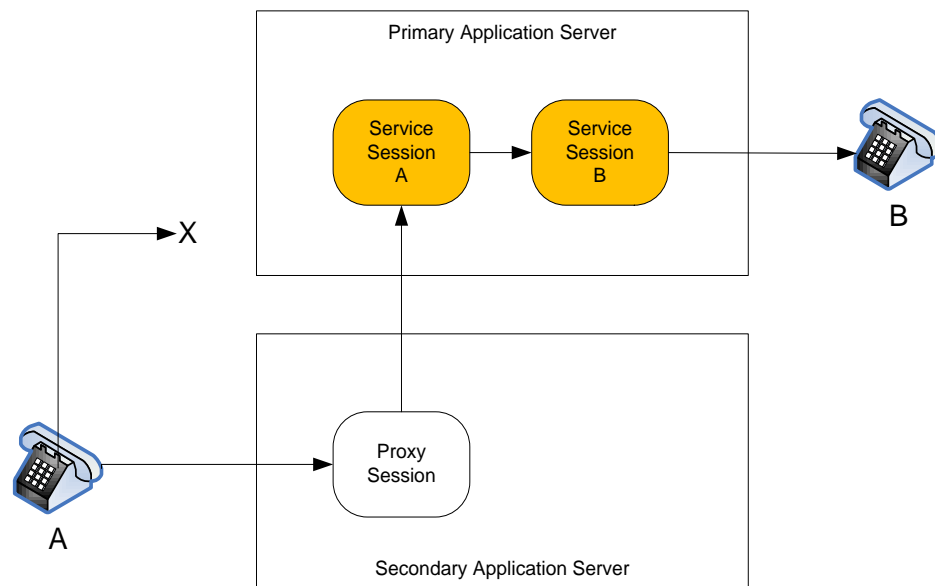 Primary Application Server
Service
Session
A
Service
Session
B
B
X
Proxy
Session
A
Secondary Application Server